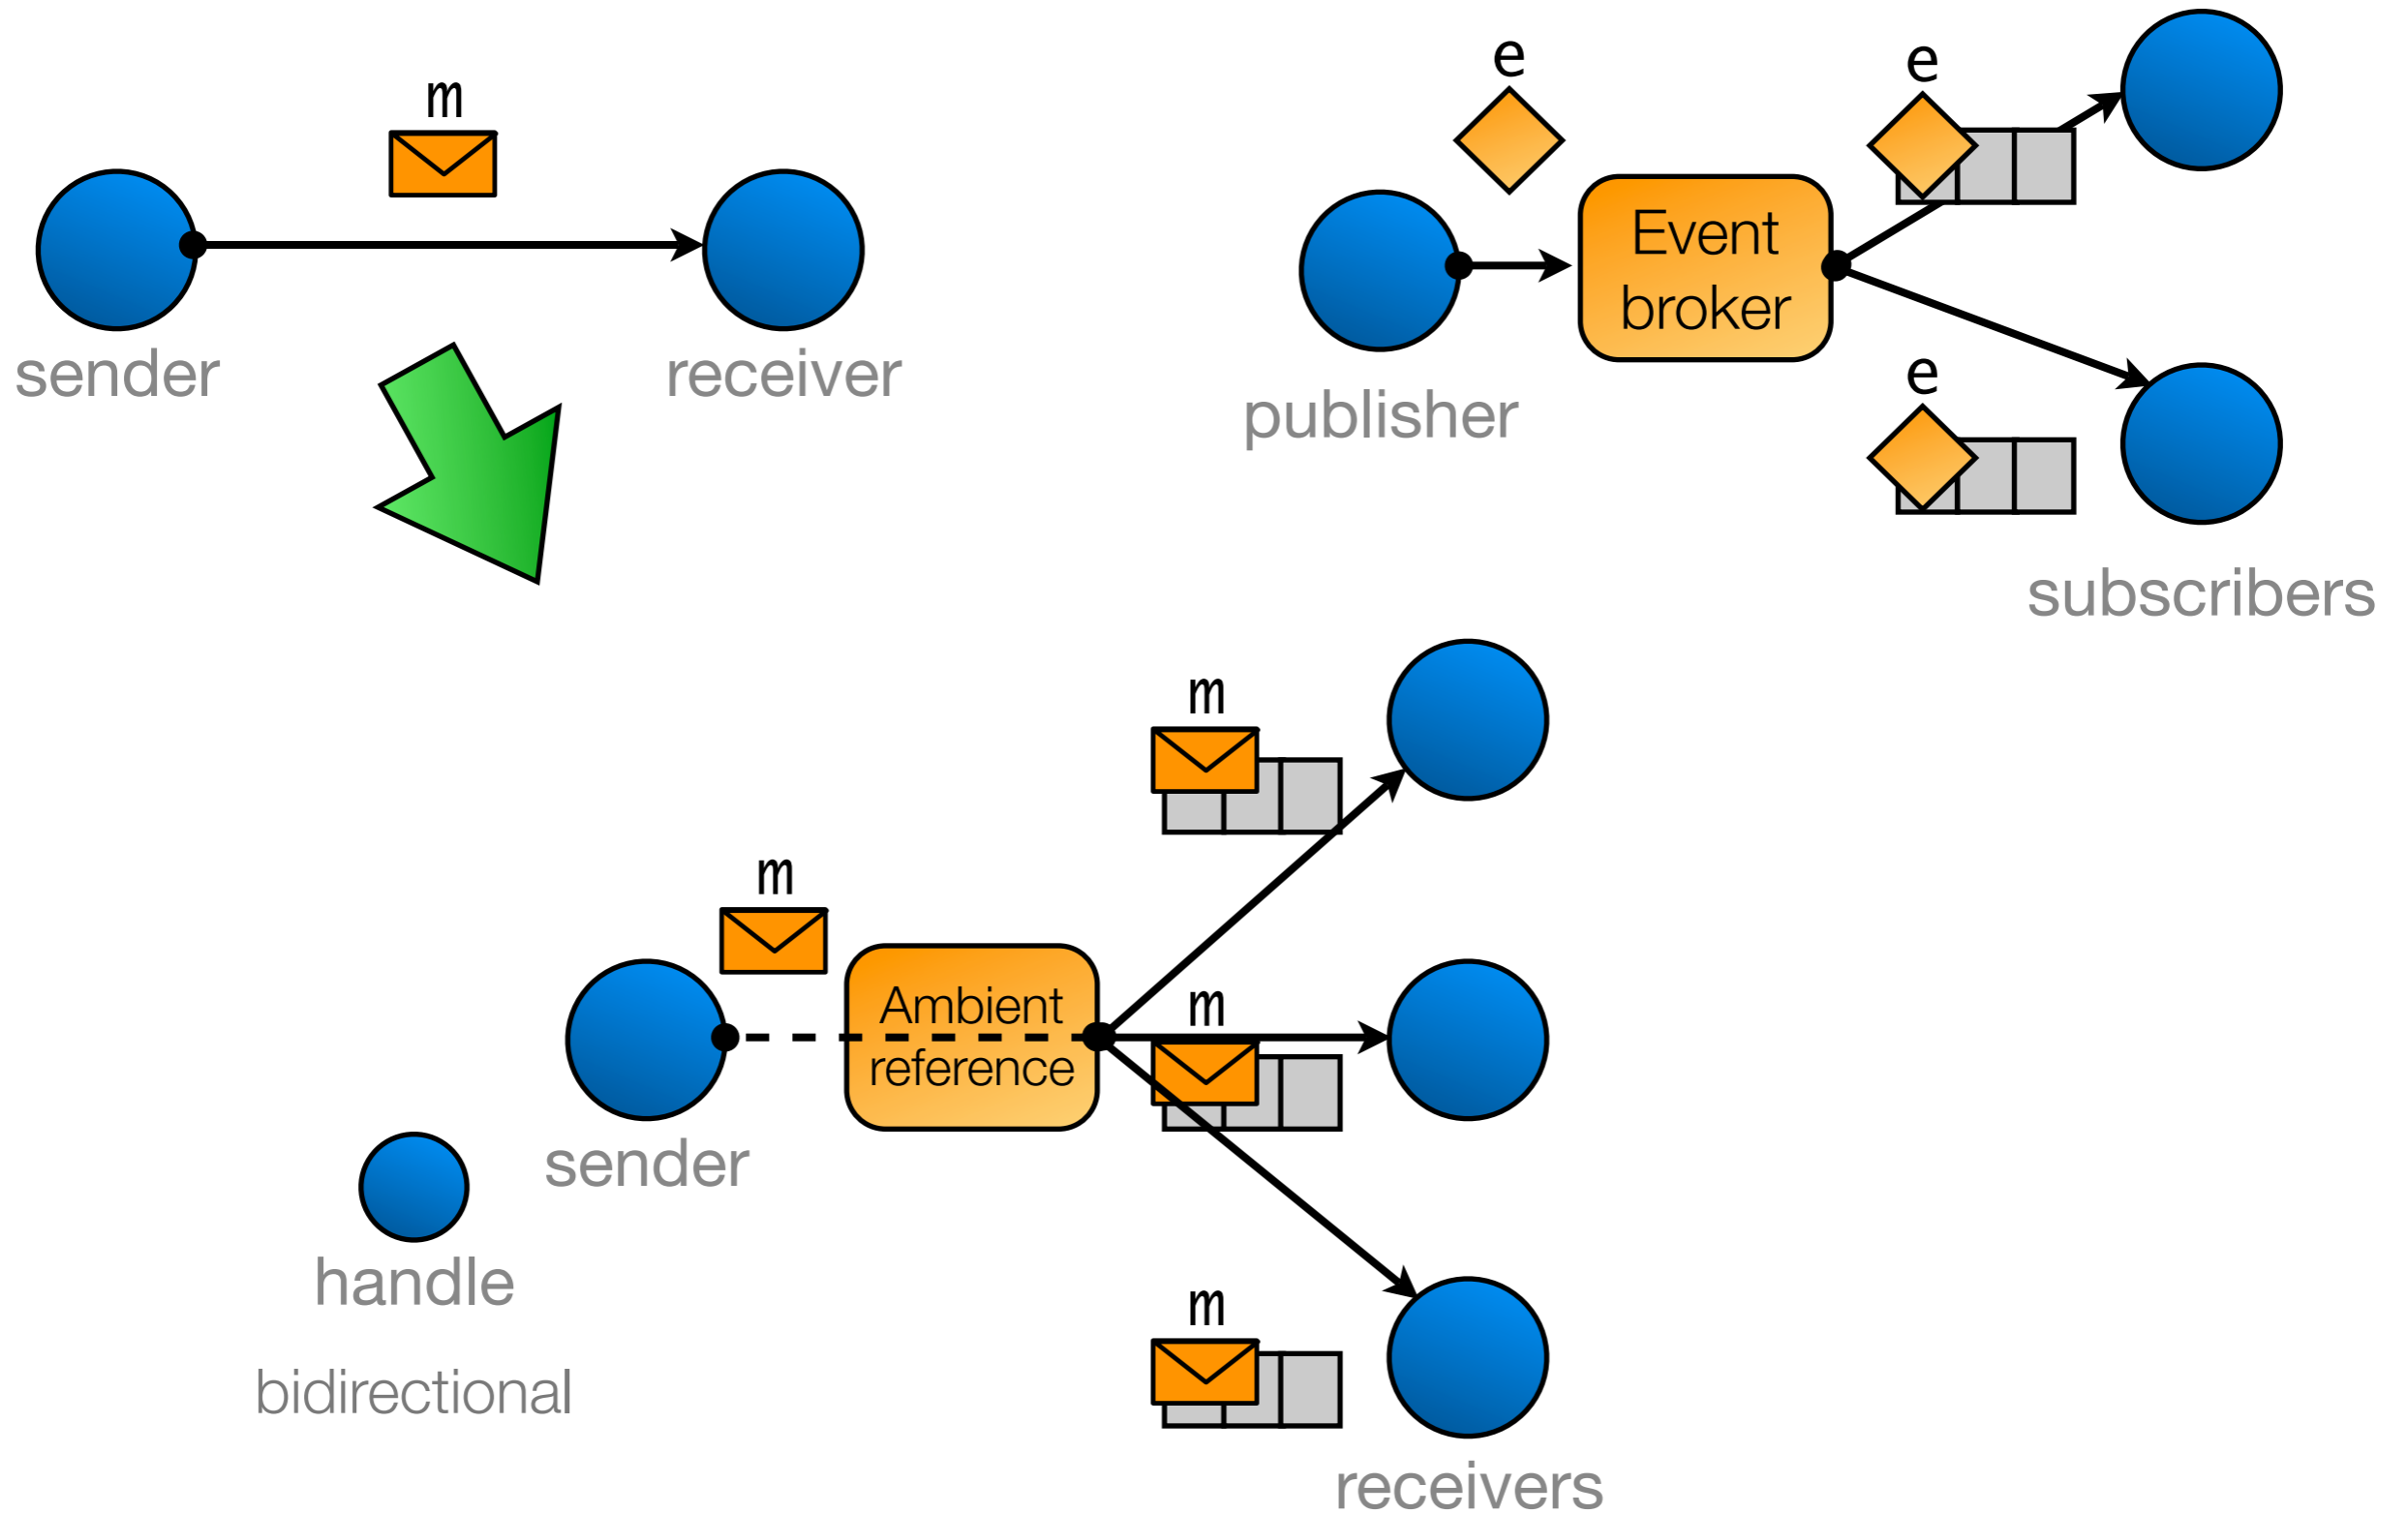 m
sender
receiver
e
Event
broker
publisher
e
e
subscribers
m
Ambient
reference
sender
m
m
m
receivers
handle
bidirectional